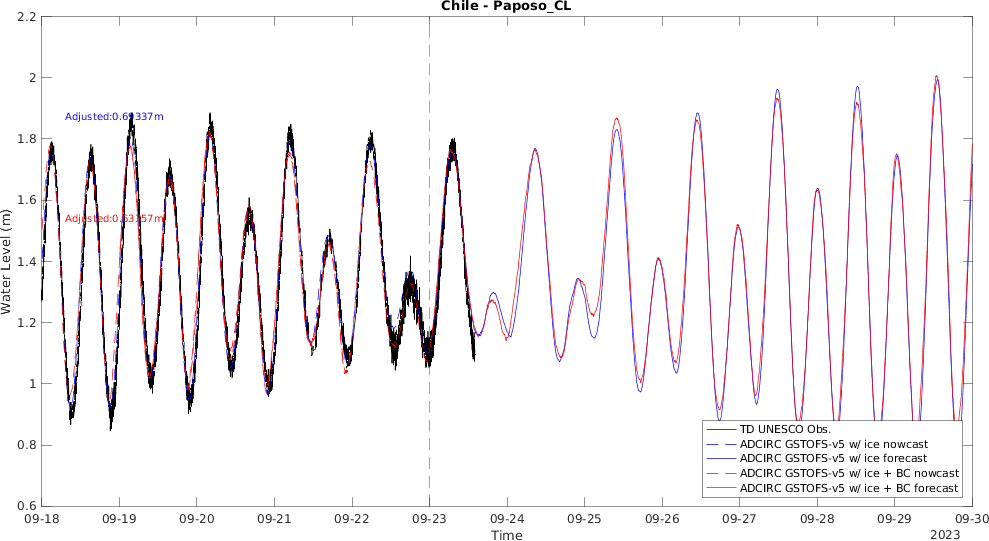 Chile - Paposo_CL
2.2
2
1.8
1.6
1.4
1.2
1
0.8
0.6
Water Level (m)
Adjusted:0.69337m
Adjusted:0.63157m
TD UNESCO Obs.
ADCIRC GSTOFS-v5 w/ ice nowcast
ADCIRC GSTOFS-v5 w/ ice forecast
ADCIRC GSTOFS-v5 w/ ice + BC nowcast
ADCIRC GSTOFS-v5 w/ ice + BC forecast
09-18 09-19 09-20 09-21 09-22 09-23 09-24 09-25 09-26 09-27 09-28 09-29 09-30
Time
2023